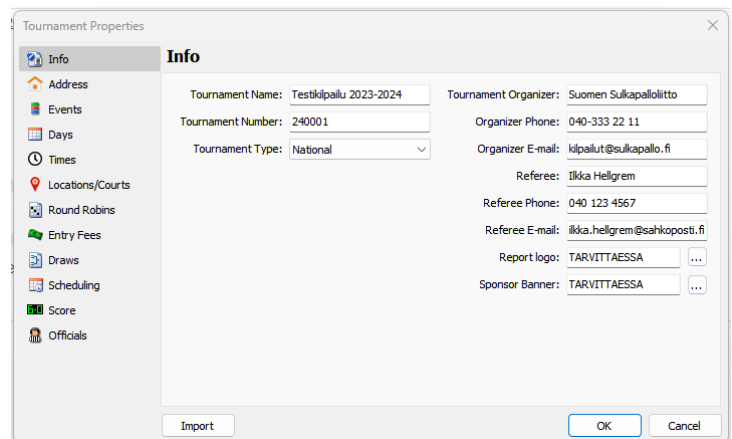 Tournament Properties
Info
Address
Events
Days
Times
Locations/Courts
Round Robins
Entry Fees
Draws
Scheduling
6:0 Score
Officials
Info
Tournament Name: Testikilpailu 2023-2024
Tournament Number: 240001
Tournament Type: National
Tournament Organizer: Suomen Sulkapalloliitto
Organizer Phone: 040-333 22 11
Organizer E-mail: kilpailut@sulkapallo.fi
Referee: Ilkka Hellgrem
Referee Phone: 040 123 4567
Referee E-mail: ilkka.hellgrem@sahkoposti.fi
Report logo: TARVITTAESSA ...
Sponsor Banner: TARVITTAESSA ...
Import
OK
Cancel